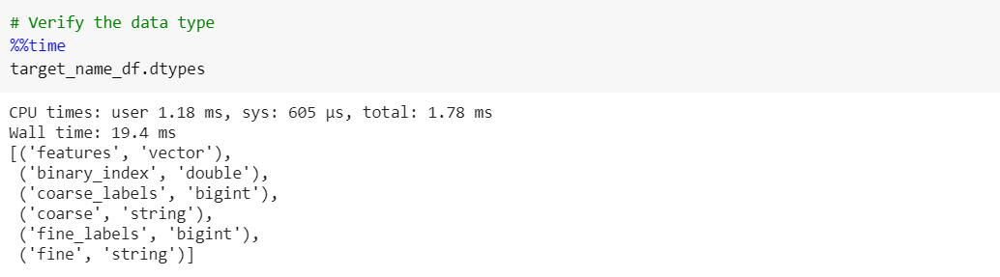 # Verify the data type
%%time
target_name_df.dtypes
CPU times: user 1.18 ms, sys: 605 µs, total: 1.78 ms
Wall time: 19.4 ms
[('features', 'vector'),
 ('binary_index', 'double'),
 ('coarse_labels', 'bigint'),
 ('coarse', 'string'),
 ('fine_labels', 'bigint'),
 ('fine', 'string')]